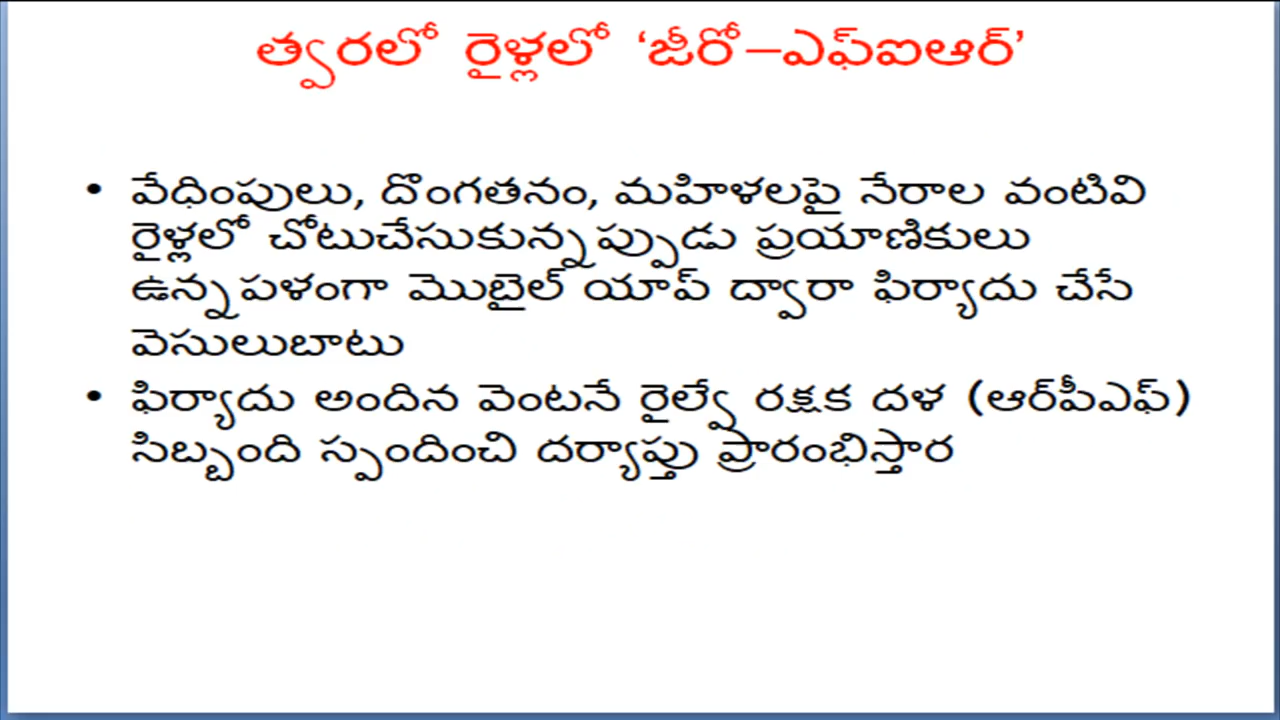 త్వరలో రైళ్లలో ‘జీరో–ఎఫ్ఐఆర్’
• వేధింపులు, దొంగతనం, మహిళలపై నేరాల వంటివి
రైళ్లలో చోటుచేసుకున్నప్పుడు ప్రయాణికులు
ఉన్నపళంగా మొబైల్ యాప్ ద్వారా ఫిర్యాదు చేసే
వెసులుబాటు
• ఫిర్యాదు అందిన వెంటనే రైల్వే రక్షక దళ (ఆర్‌పీఎఫ్)
సిబ్బంది స్పందించి దర్యాప్తు ప్రారంభిస్తార